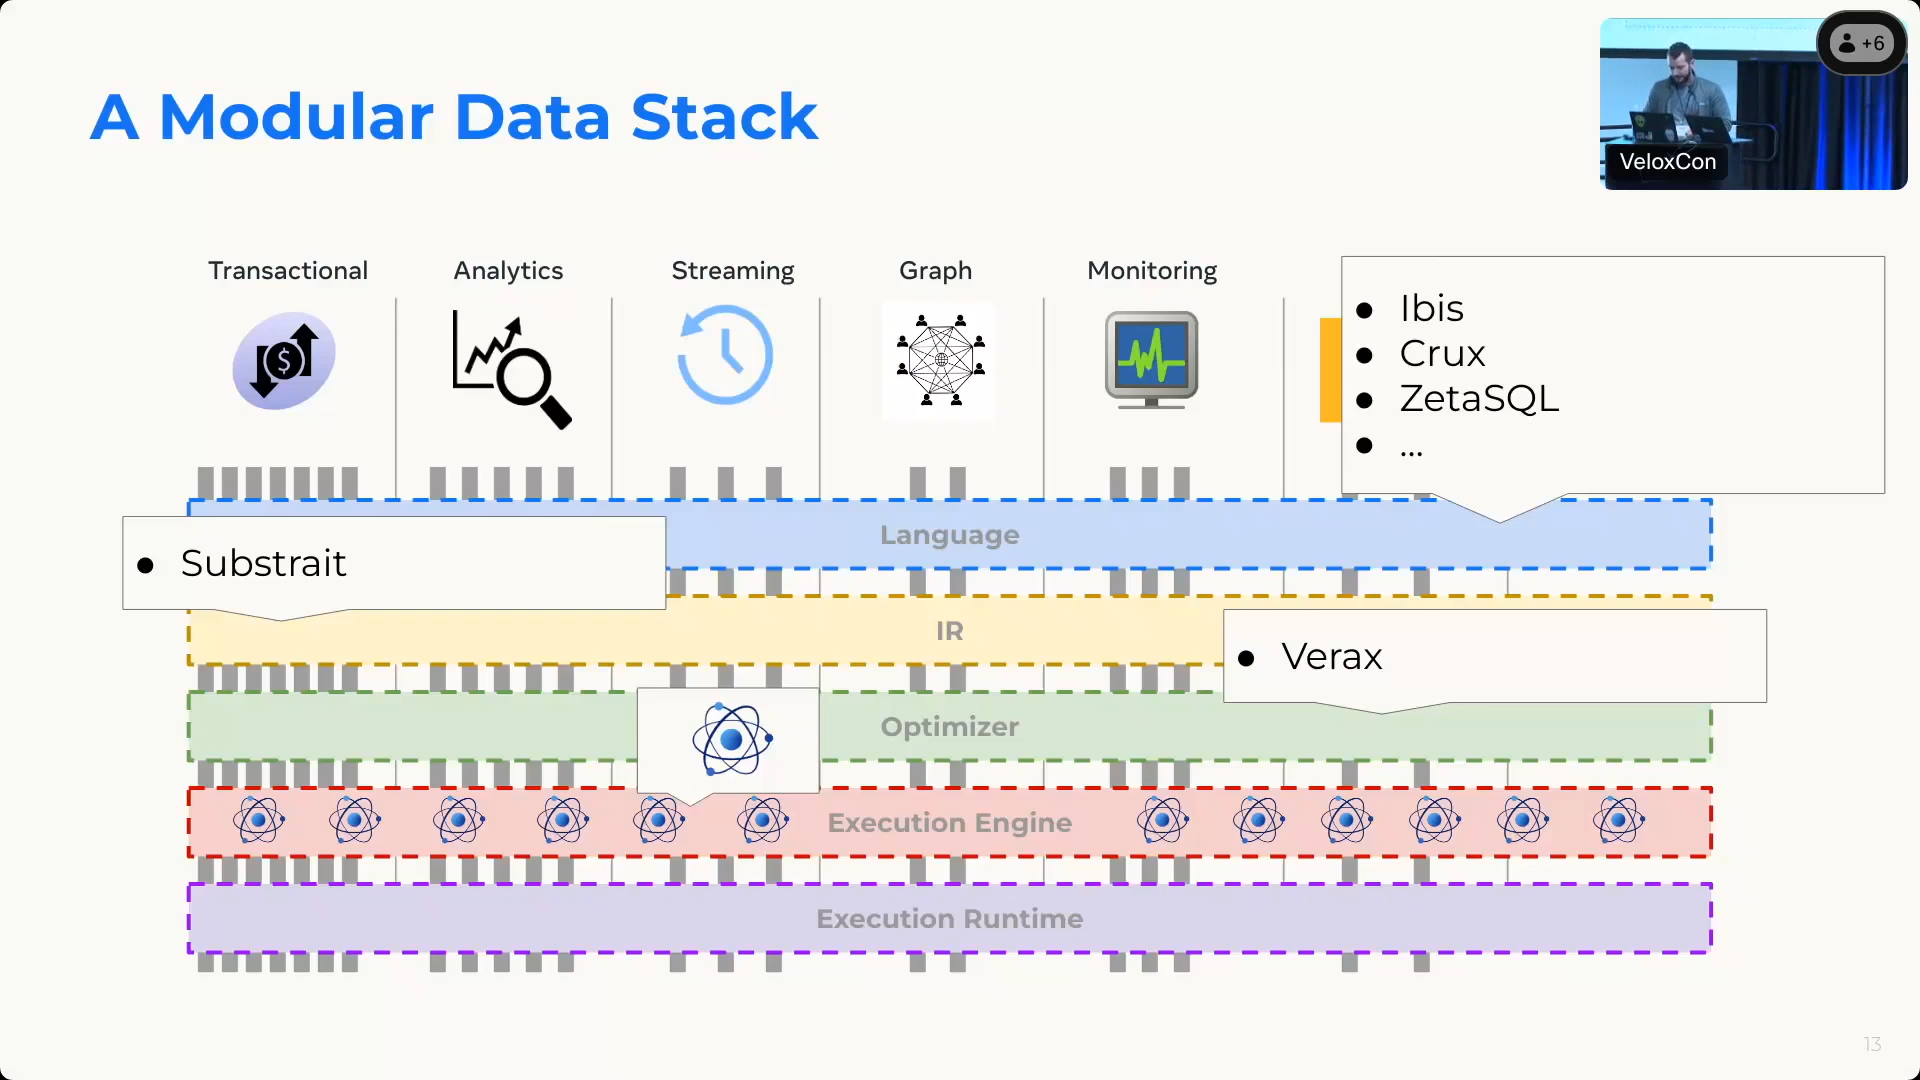 A Modular Data Stack
+6
VeloxCon
Transactional
Analytics
Streaming
Graph
Monitoring
• Ibis
• Crux
• ZetaSQL
• ...
Language
• Substrait
IR
• Verax
Optimizer
Execution Engine
Execution Runtime
13